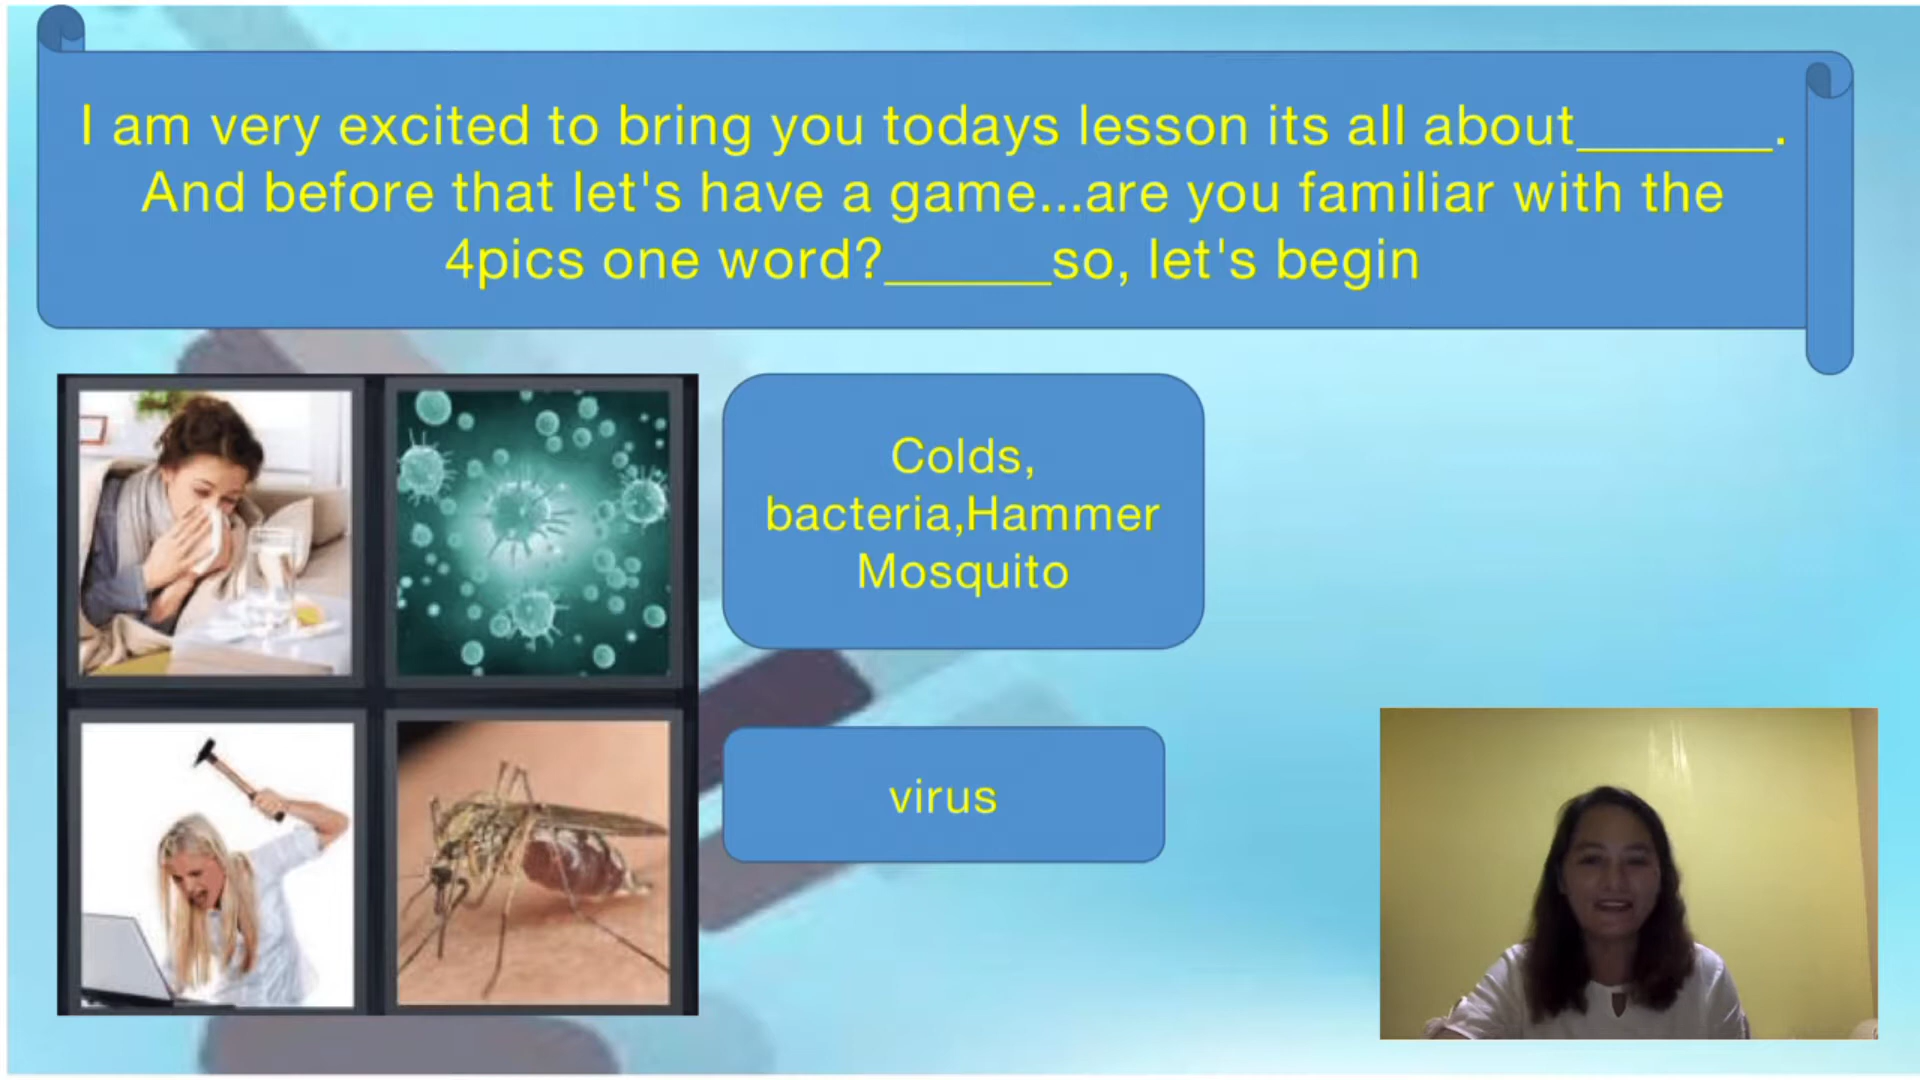 I am very excited to bring you todays lesson its all about_______.
And before that let's have a game...are you familiar with the
4pics one word?______so, let's begin
Colds,
bacteria,Hammer
Mosquito
virus